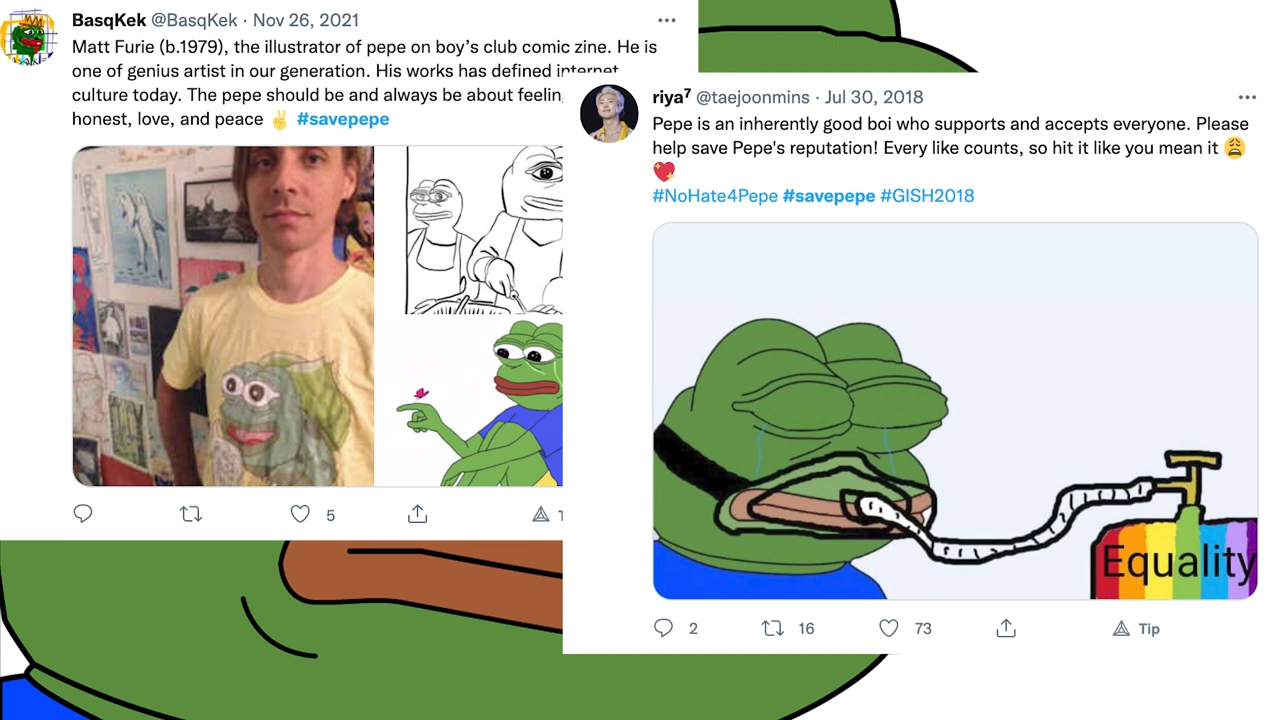 BasqKek @BasqKek · Nov 26, 2021
Matt Furie (b.1979), the illustrator of pepe on boy's club comic zine. He is
one of genius artist in our generation. His works has defined internet
culture today. The pepe should be and always be about feelin
honest, love, and peace ✌️ #savepepe
5
riya⁷ @taejoonmins · Jul 30, 2018
Pepe is an inherently good boi who supports and accepts everyone. Please
help save Pepe's reputation! Every like counts, so hit it like you mean it 😩
💖
#NoHate4Pepe #savepepe #GISH2018
Equality
2 16 73 Tip